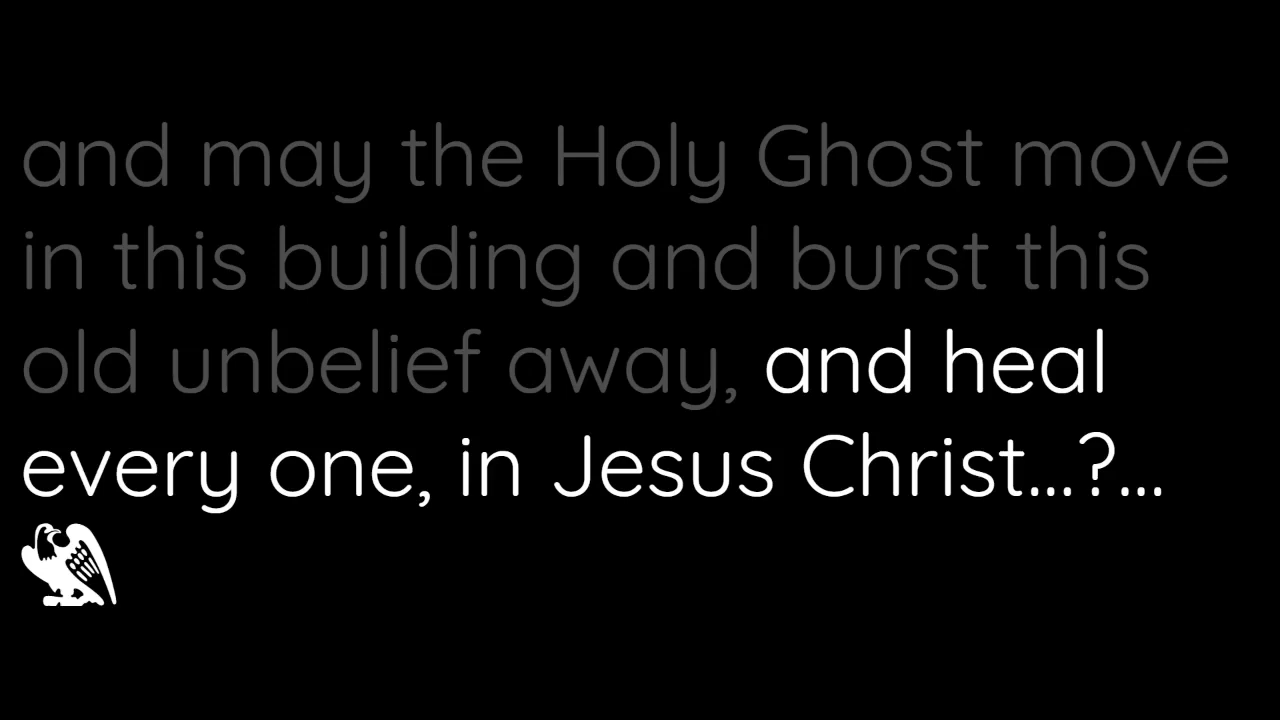 and may the Holy Ghost move
in this building and burst this
old unbelief away, and heal
every one, in Jesus Christ...?...